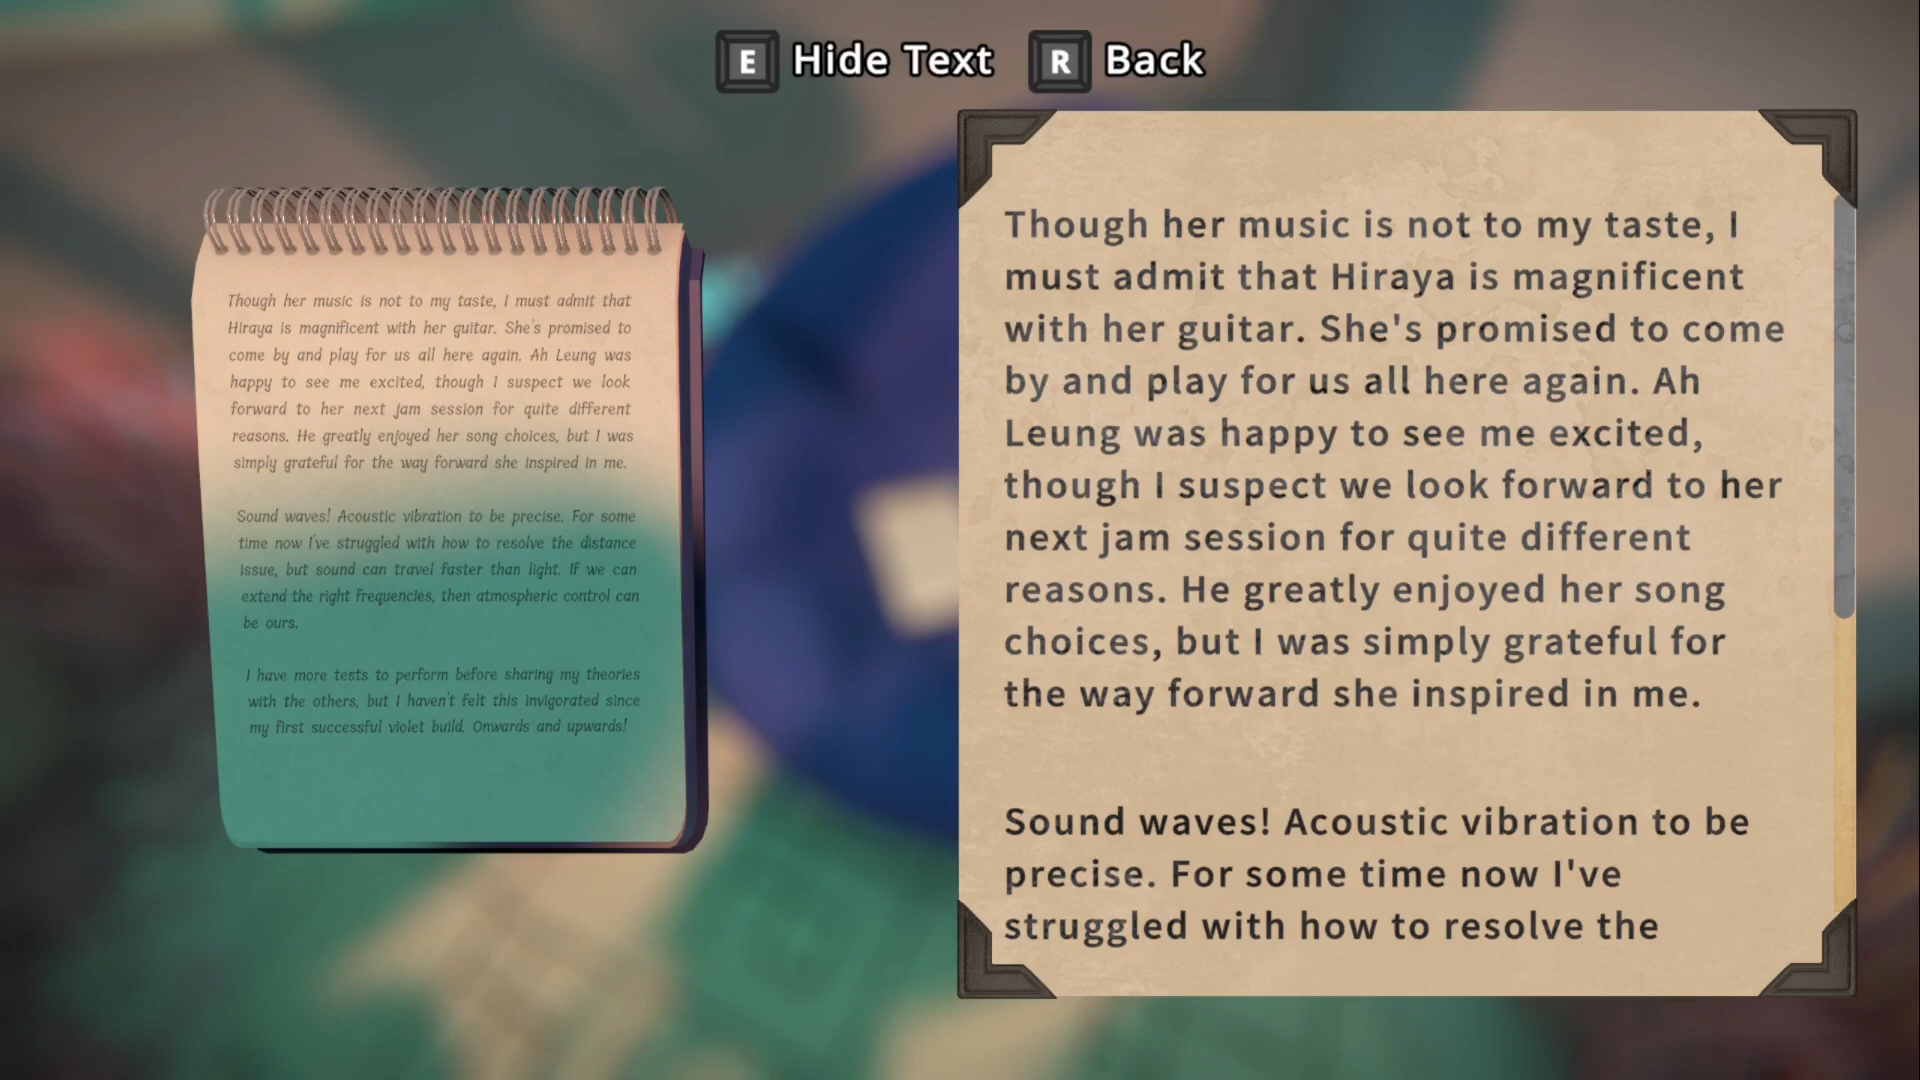 E Hide Text R Back
Though her music is not to my taste, I must admit that
Hiraya is magnificent with her guitar. She's promised to
come by and play for us all here again. Ah Leung was
happy to see me excited, though I suspect we look
forward to her next jam session for quite different
reasons. He greatly enjoyed her song choices, but I was
simply grateful for the way forward she inspired in me.
Sound waves! Acoustic vibration to be precise. For some
time now I've struggled with how to resolve the distance
issue, but sound can travel faster than light. If we can
extend the right frequencies, then atmospheric control can
be ours.
I have more tests to perform before sharing my theories
with the others, but I haven't felt this invigorated since
my first successful violet build. Onwards and upwards!
Though her music is not to my taste, I
must admit that Hiraya is magnificent
with her guitar. She's promised to come
by and play for us all here again. Ah
Leung was happy to see me excited,
though I suspect we look forward to her
next jam session for quite different
reasons. He greatly enjoyed her song
choices, but I was simply grateful for
the way forward she inspired in me.
Sound waves! Acoustic vibration to be
precise. For some time now I've
struggled with how to resolve the